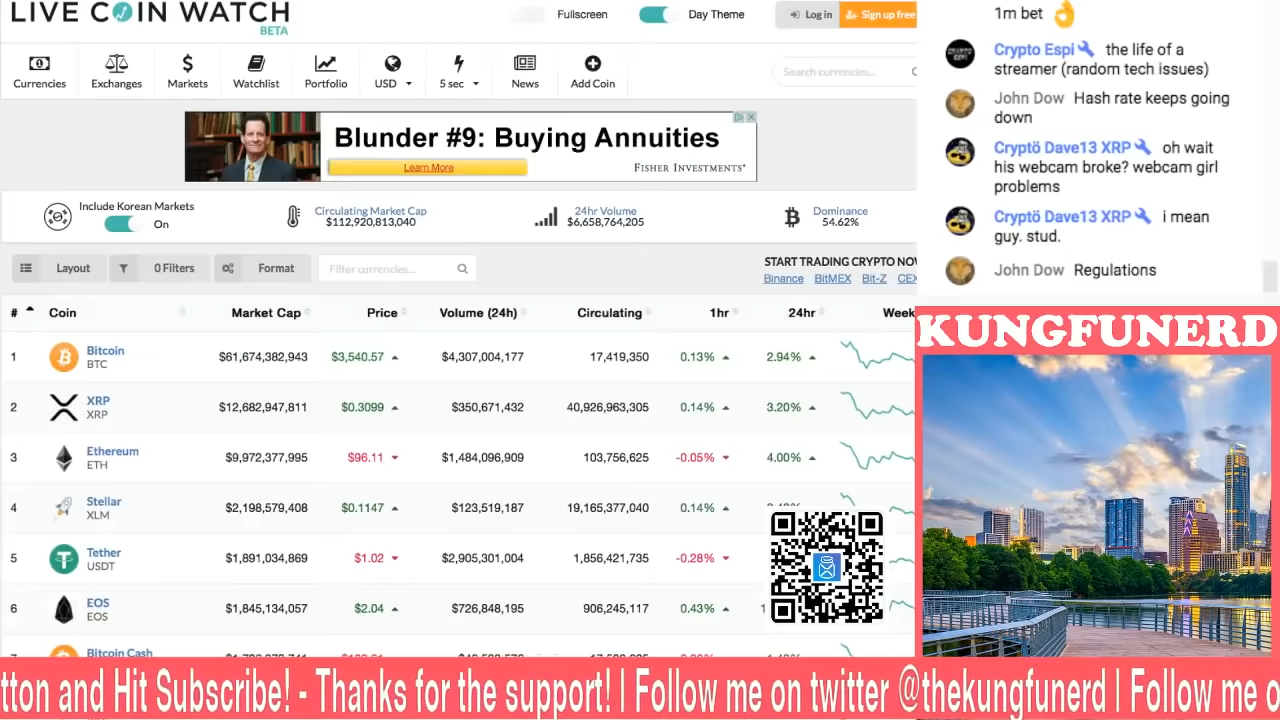 LIVE COIN WATCH
BETA
Fullscreen
Day Theme
Log in
Sign up free
Currencies
Exchanges
Markets
Watchlist
Portfolio
USD
5 sec
News
Add Coin
Search currencies...
Blunder #9: Buying Annuities
Learn More
FISHER INVESTMENTS
Include Korean Markets
On
Circulating Market Cap
$112,920,813,040
24hr Volume
$6,658,764,205
Dominance
54.62%
Layout
0 Filters
Format
Filter currencies...
START TRADING CRYPTO NOW
Binance BitMEX Bit-Z CEX
# Coin Market Cap Price Volume (24h) Circulating 1hr 24hr Week
1 Bitcoin $61,674,382,943 $3,540.57 $4,307,004,177 17,419,350 0.13% 2.94%
BTC
2 XRP $12,682,947,811 $0.3099 $350,671,432 40,926,963,305 0.14% 3.20%
XRP
3 Ethereum $9,972,377,995 $96.11 $1,484,096,909 103,756,625 -0.05% 4.00%
ETH
4 Stellar $2,198,579,408 $0.1147 $123,519,187 19,165,377,040 0.14%
XLM
5 Tether $1,891,034,869 $1.02 $2,905,301,004 1,856,421,735 -0.28%
USDT
6 EOS $1,845,134,057 $2.04 $726,848,195 906,245,117 0.43% 1
EOS
Bitcoin Cash
1m bet 👌
Crypto Espi the life of a
streamer (random tech issues)
John Dow Hash rate keeps going
down
Cryptö Dave13 XRP oh wait
his webcam broke? webcam girl
problems
Cryptö Dave13 XRP i mean
guy. stud.
John Dow Regulations
KUNGFUNERD
tton and Hit Subscribe! - Thanks for the support! | Follow me on twitter @thekungfunerd | Follow me o